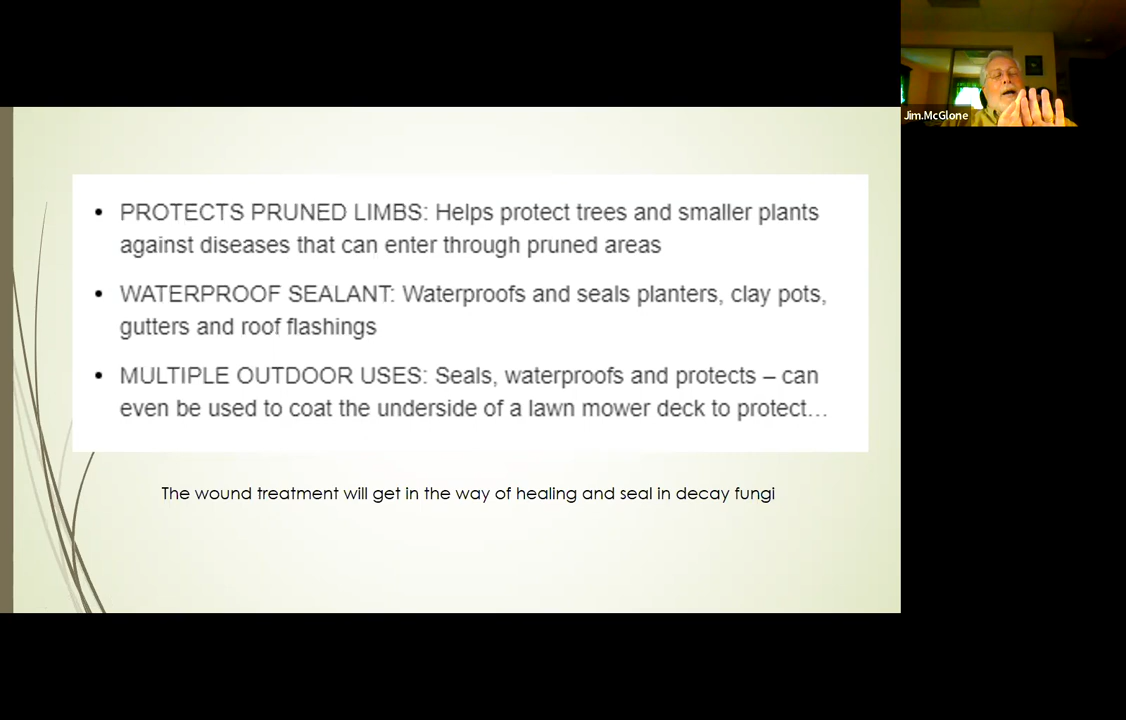 Jim.McGlone
• PROTECTS PRUNED LIMBS: Helps protect trees and smaller plants
against diseases that can enter through pruned areas
• WATERPROOF SEALANT: Waterproofs and seals planters, clay pots,
gutters and roof flashings
• MULTIPLE OUTDOOR USES: Seals, waterproofs and protects – can
even be used to coat the underside of a lawn mower deck to protect...
The wound treatment will get in the way of healing and seal in decay fungi